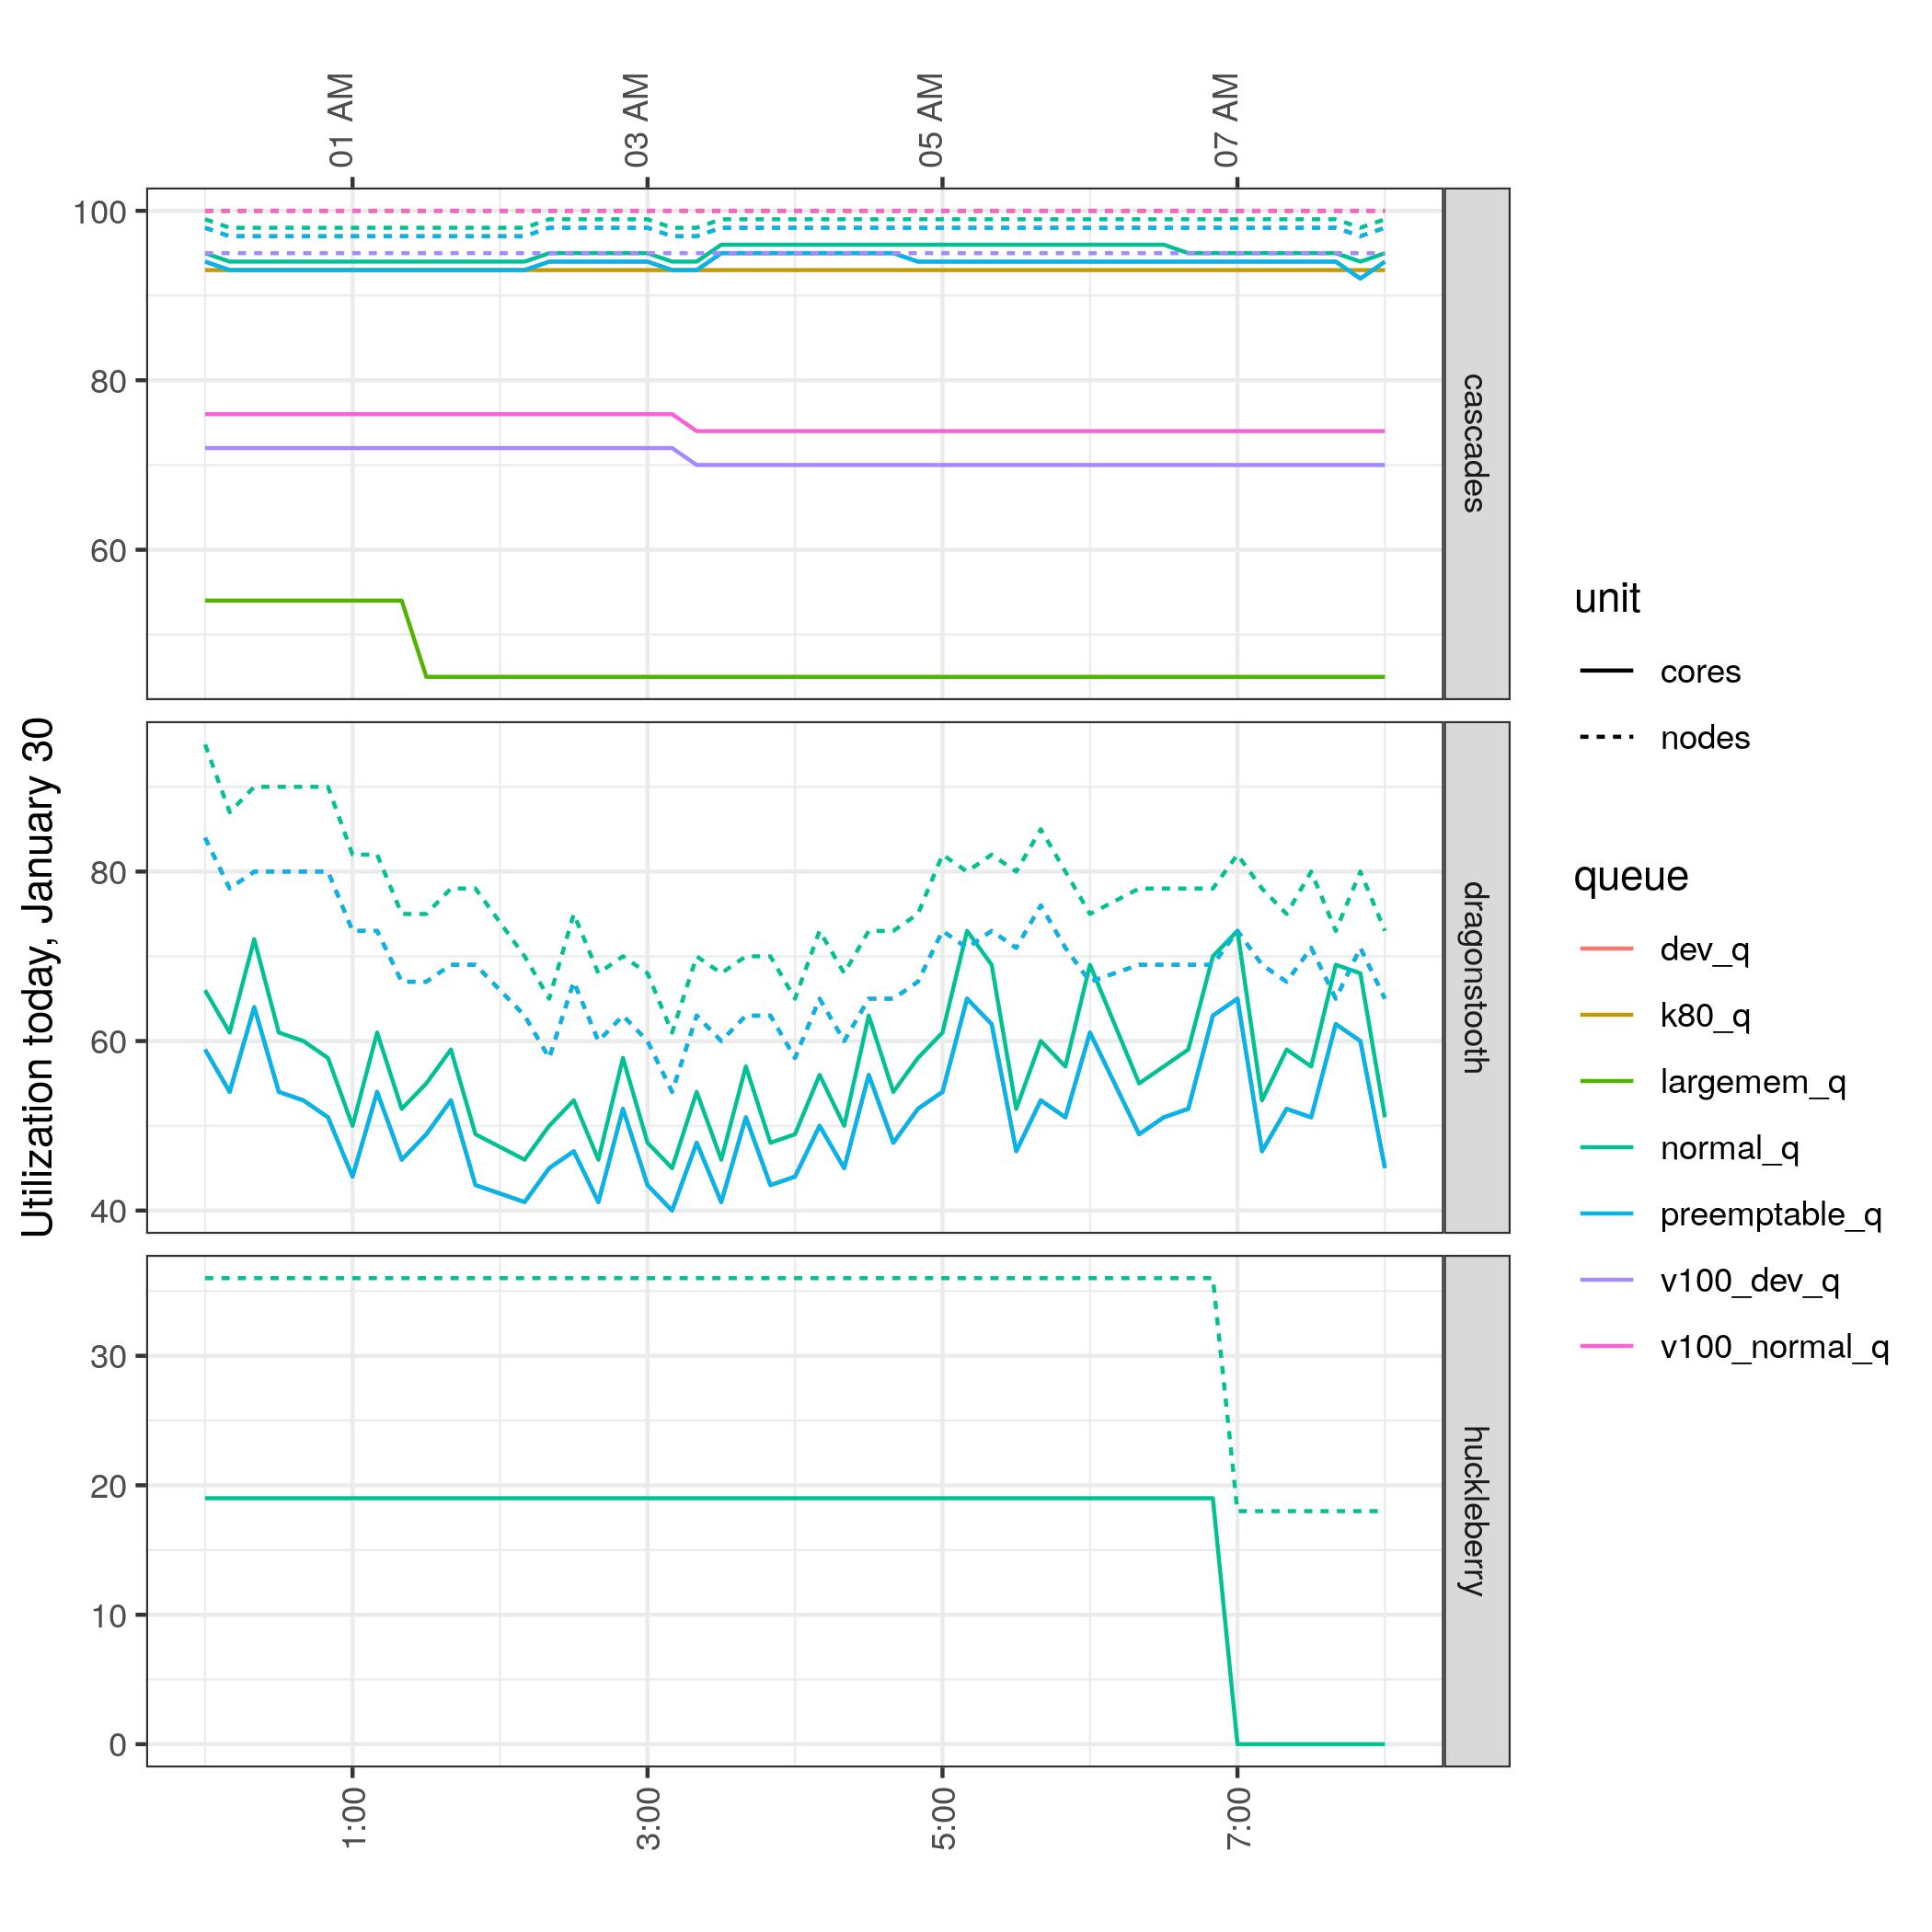 01 AM
03 AM
05 AM
07 AM
100
80
60
cascades
Utilization today, January 30
80
60
40
dragonstooth
30
20
10
0
huckleberry
1:00
3:00
5:00
7:00
unit
cores
nodes
queue
dev_q
k80_q
largemem_q
normal_q
preemptable_q
v100_dev_q
v100_normal_q